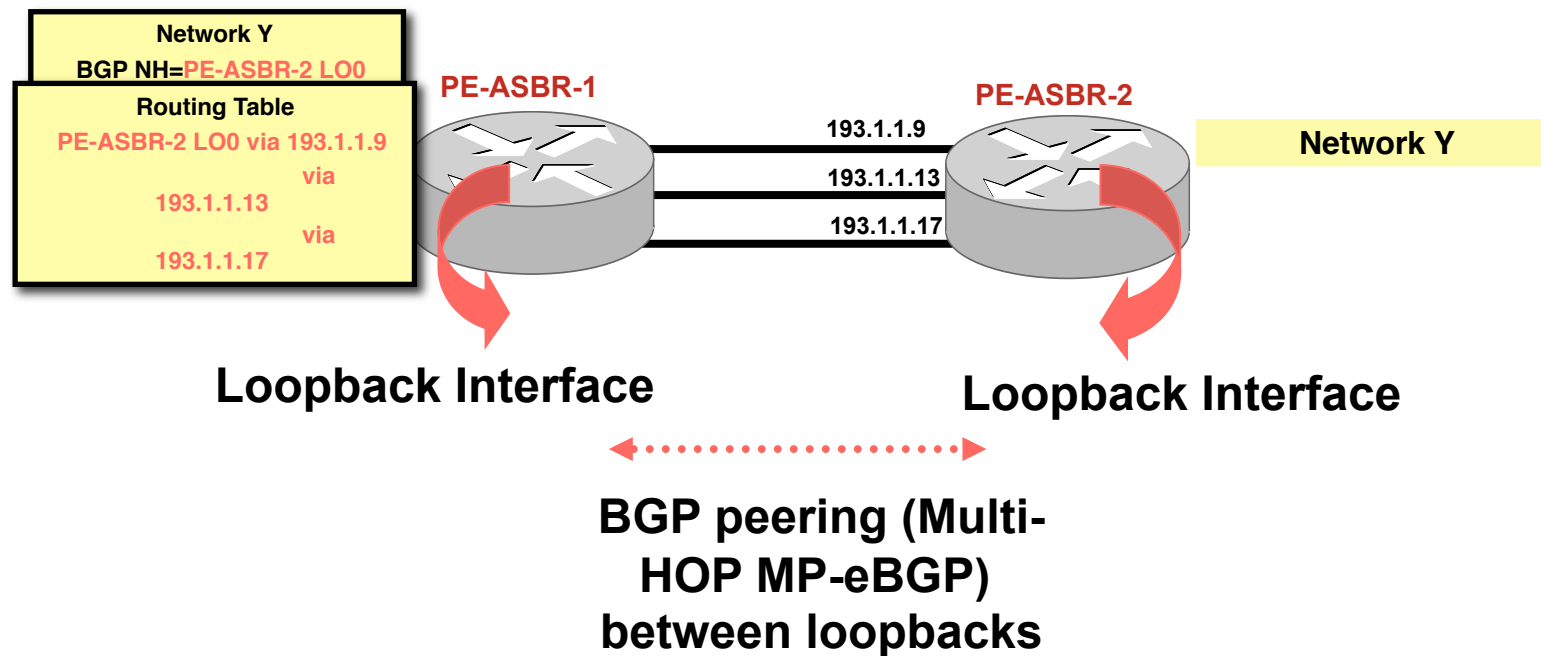 Network Y
BGP NH=PE-ASBR-2 LO0
Routing Table
PE-ASBR-2 LO0 via 193.1.1.9
via
193.1.1.13
via
193.1.1.17
PE-ASBR-1
PE-ASBR-2
193.1.1.9
193.1.1.13
193.1.1.17
Network Y
Loopback Interface
Loopback Interface
BGP peering (Multi-
HOP MP-eBGP)
between loopbacks